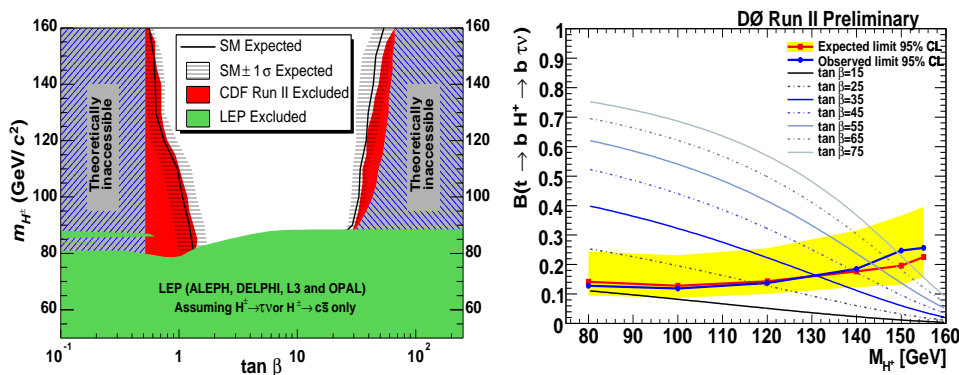 160
140
120
100
80
60
m_H± (GeV/c²)
160
140
120
100
80
60
Theoretically
inaccessible
Theoretically
inaccessible
SM Expected
SM ± 1 σ Expected
CDF Run II Excluded
LEP Excluded
LEP (ALEPH, DELPHI, L3 and OPAL)
Assuming H±→τν or H±→cs̄ only
10⁻¹
1
10
10²
tan β
DØ Run II Preliminary
B(t → b H⁺ → b τν)
1
0.9
0.8
0.7
0.6
0.5
0.4
0.3
0.2
0.1
0
Expected limit 95% CL
Observed limit 95% CL
tan β=15
tan β=25
tan β=35
tan β=45
tan β=55
tan β=65
tan β=75
80 90 100 110 120 130 140 150 160
M_H⁺ [GeV]